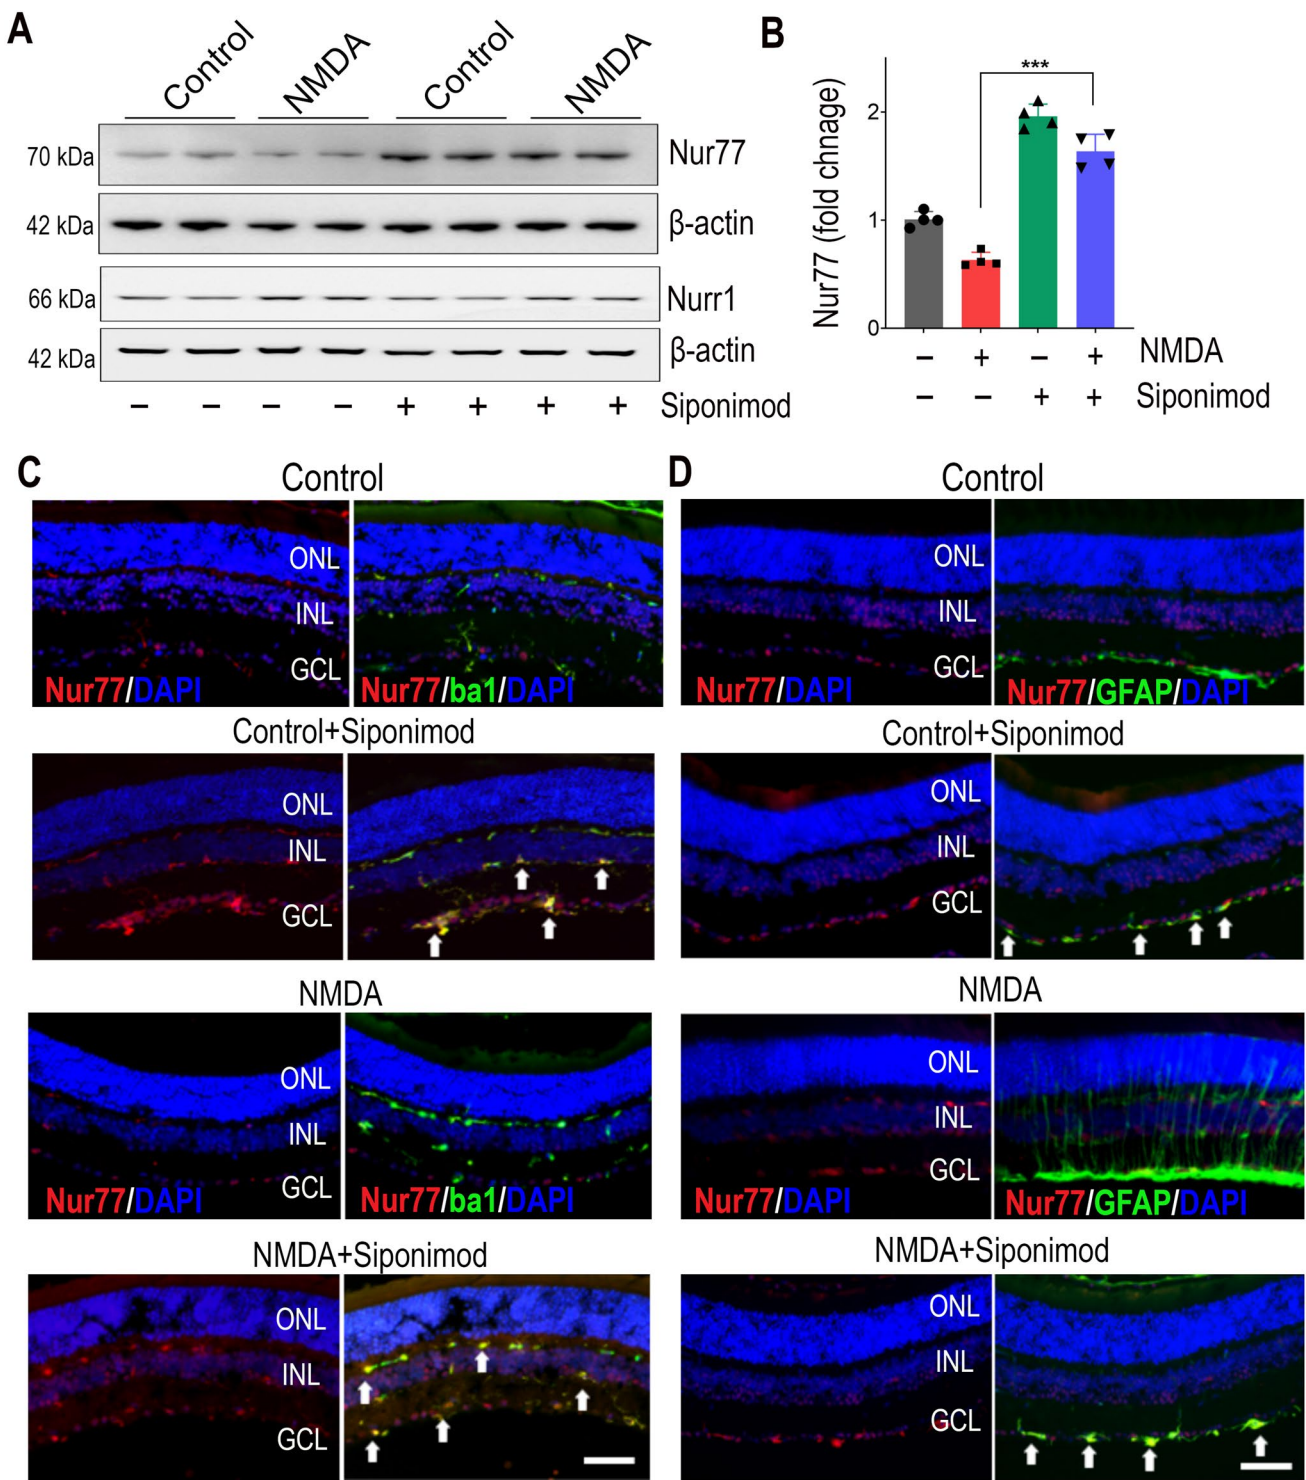 A
Control NMDA Control NMDA
70 kDa Nur77
42 kDa β-actin
66 kDa Nurr1
42 kDa β-actin
− − − − + + + + Siponimod
B
***
Nur77 (fold chnage)
2
1
0
− + − + NMDA
− − + + Siponimod
C
Control
ONL
INL
GCL
Nur77/DAPI Nur77/ba1/DAPI
Control+Siponimod
ONL
INL
GCL
NMDA
ONL
INL
GCL
Nur77/DAPI Nur77/ba1/DAPI
NMDA+Siponimod
ONL
INL
GCL
D
Control
ONL
INL
GCL
Nur77/DAPI Nur77/GFAP/DAPI
Control+Siponimod
ONL
INL
GCL
NMDA
ONL
INL
GCL
Nur77/DAPI Nur77/GFAP/DAPI
NMDA+Siponimod
ONL
INL
GCL